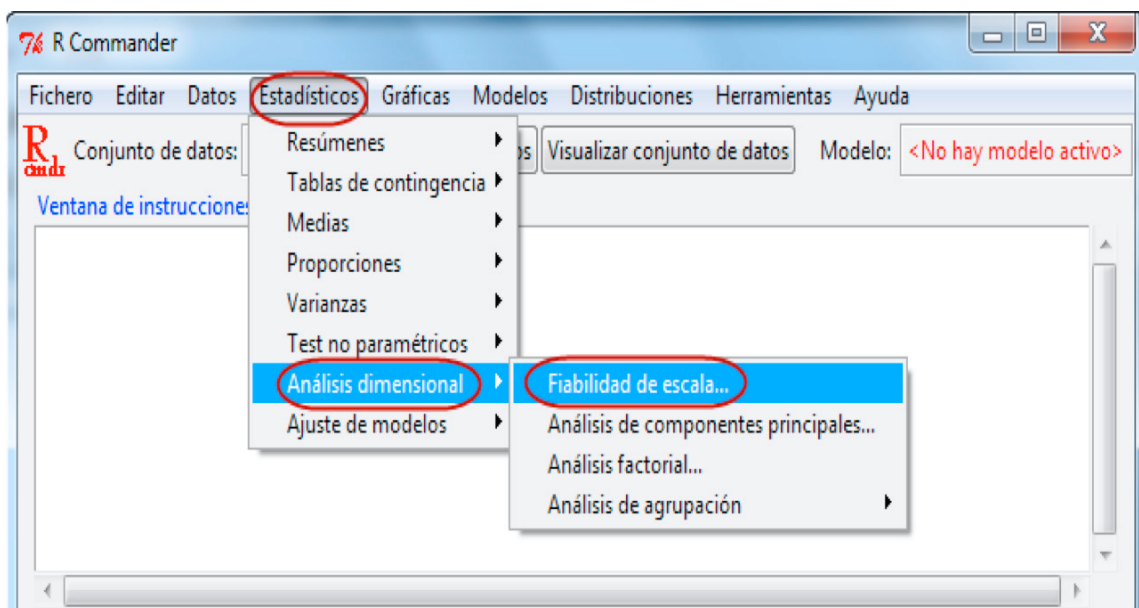 R Commander
Fichero Editar Datos Estadísticos Gráficas Modelos Distribuciones Herramientas Ayuda
R cmdr Conjunto de datos: Visualizar conjunto de datos Modelo: <No hay modelo activo>
Ventana de instrucciones
Resúmenes
Tablas de contingencia
Medias
Proporciones
Varianzas
Test no paramétricos
Análisis dimensional
Ajuste de modelos
Fiabilidad de escala...
Análisis de componentes principales...
Análisis factorial...
Análisis de agrupación